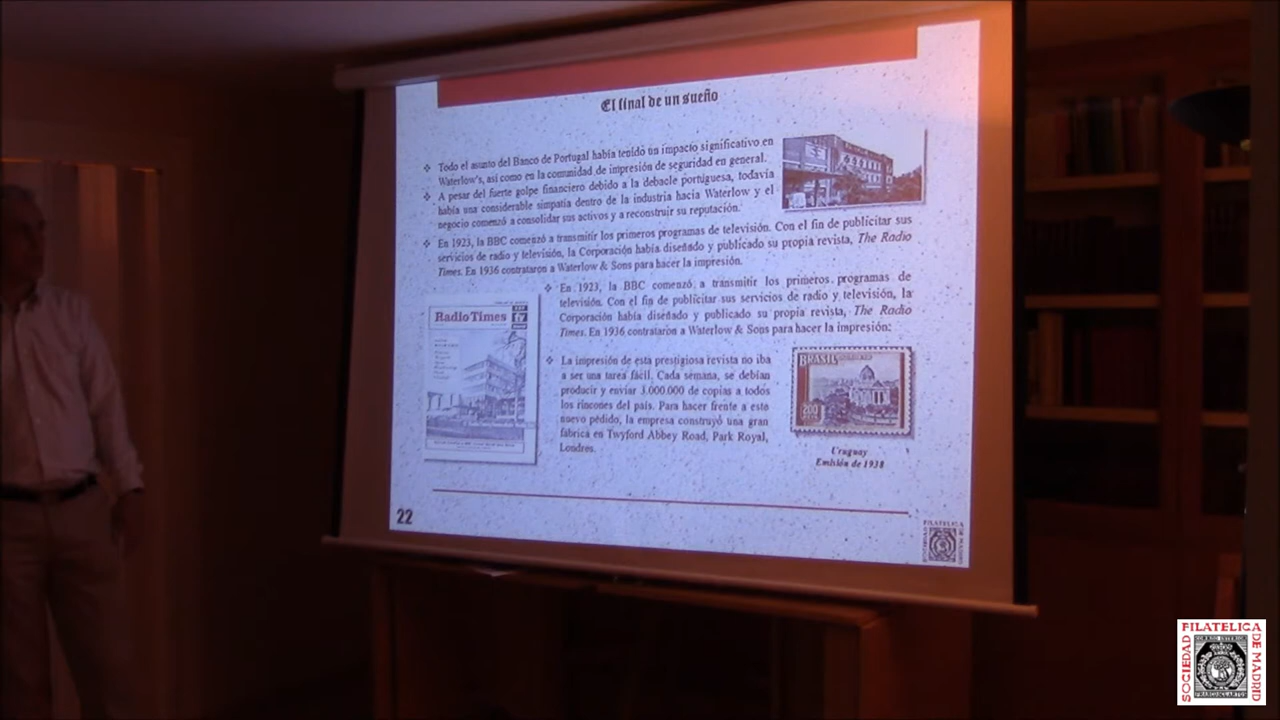 El final de un sueño
❖ Todo el asunto del Banco de Portugal había tenido un impacto significativo en
Waterlow's, así como en la comunidad de impresión de seguridad en general.
❖ A pesar del fuerte golpe financiero debido a la debacle portuguesa, todavía
había una considerable simpatía dentro de la industria hacia Waterlow y el
negocio comenzó a consolidar sus activos y a reconstruir su reputación.
❖ En 1923, la BBC comenzó a transmitir los primeros programas de televisión. Con el fin de publicitar sus
servicios de radio y televisión, la Corporación había diseñado y publicado su propia revista, The Radio
Times. En 1936 contrataron a Waterlow & Sons para hacer la impresión.
❖ En 1923, la BBC comenzó a transmitir los primeros programas de
televisión. Con el fin de publicitar sus servicios de radio y televisión, la
Corporación había diseñado y publicado su propia revista, The Radio
Times. En 1936 contrataron a Waterlow & Sons para hacer la impresión:
Radio Times
tv
❖ La impresión de esta prestigiosa revista no iba
a ser una tarea fácil. Cada semana, se debían
producir y enviar 3.000.000 de copias a todos
los rincones del país. Para hacer frente a este
nuevo pedido, la empresa construyó una gran
fábrica en Twyford Abbey Road, Park Royal,
Londres.
BRASIL
200
Uruguay
Emisión de 1938
22
SOCIEDAD FILATELICA DE MADRID
SOCIEDAD FILATELICA DE MADRID
CORREO INTERIOR
FRANCO CUARTOS